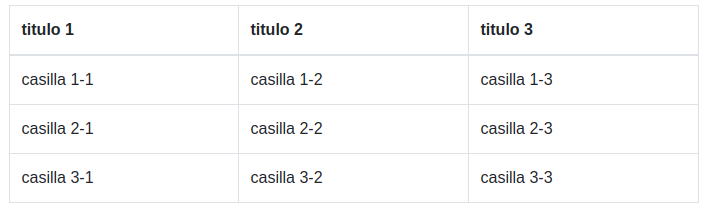 titulo 1 titulo 2 titulo 3
casilla 1-1 casilla 1-2 casilla 1-3
casilla 2-1 casilla 2-2 casilla 2-3
casilla 3-1 casilla 3-2 casilla 3-3